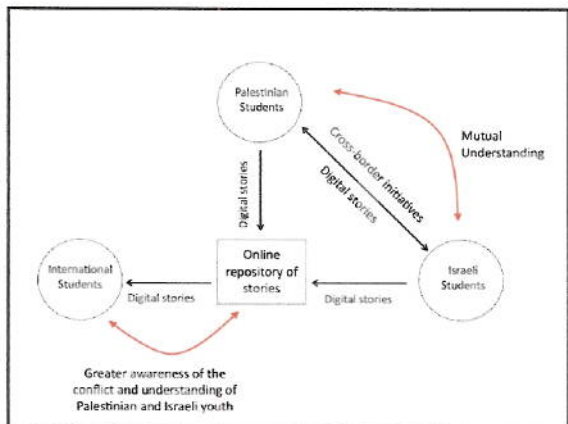 Palestinian
Students
Mutual
Understanding
Cross-border initiatives
Digital stories
Digital stories
International
Students
Online
repository of
stories
Israeli
Students
Digital stories
Digital stories
Greater awareness of the
conflict and understanding of
Palestinian and Israeli youth